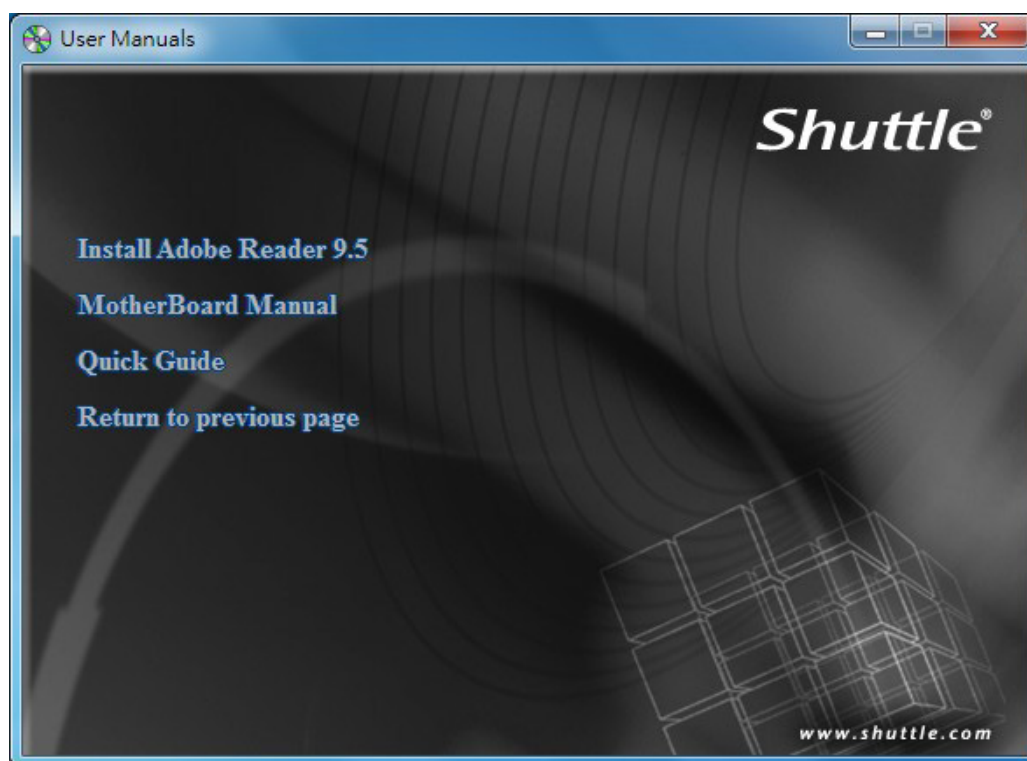 User Manuals
Shuttle®
Install Adobe Reader 9.5
MotherBoard Manual
Quick Guide
Return to previous page
www.shuttle.com